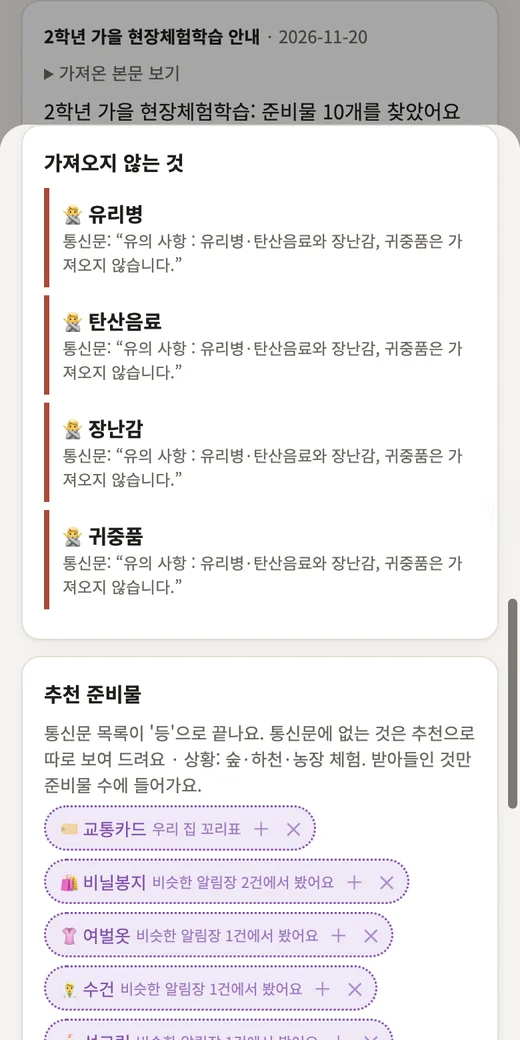 2학년 가을 현장체험학습 안내 · 2026-11-20
▶ 가져온 본문 보기
2학년 가을 현장체험학습: 준비물 10개를 찾았어요
가져오지 않는 것
유리병
통신문: “유의 사항 : 유리병·탄산음료와 장난감, 귀중품은 가
져오지 않습니다.”
탄산음료
통신문: “유의 사항 : 유리병·탄산음료와 장난감, 귀중품은 가
져오지 않습니다.”
장난감
통신문: “유의 사항 : 유리병·탄산음료와 장난감, 귀중품은 가
져오지 않습니다.”
귀중품
통신문: “유의 사항 : 유리병·탄산음료와 장난감, 귀중품은 가
져오지 않습니다.”
추천 준비물
통신문 목록이 '등'으로 끝나요. 통신문에 없는 것은 추천으로
따로 보여 드려요 · 상황: 숲·하천·농장 체험. 받아들인 것만
준비물 수에 들어가요.
교통카드 우리 집 꼬리표 + ×
비닐봉지 비슷한 알림장 2건에서 봤어요 + ×
여벌옷 비슷한 알림장 1건에서 봤어요 + ×
수건 비슷한 알림장 1건에서 봤어요 + ×